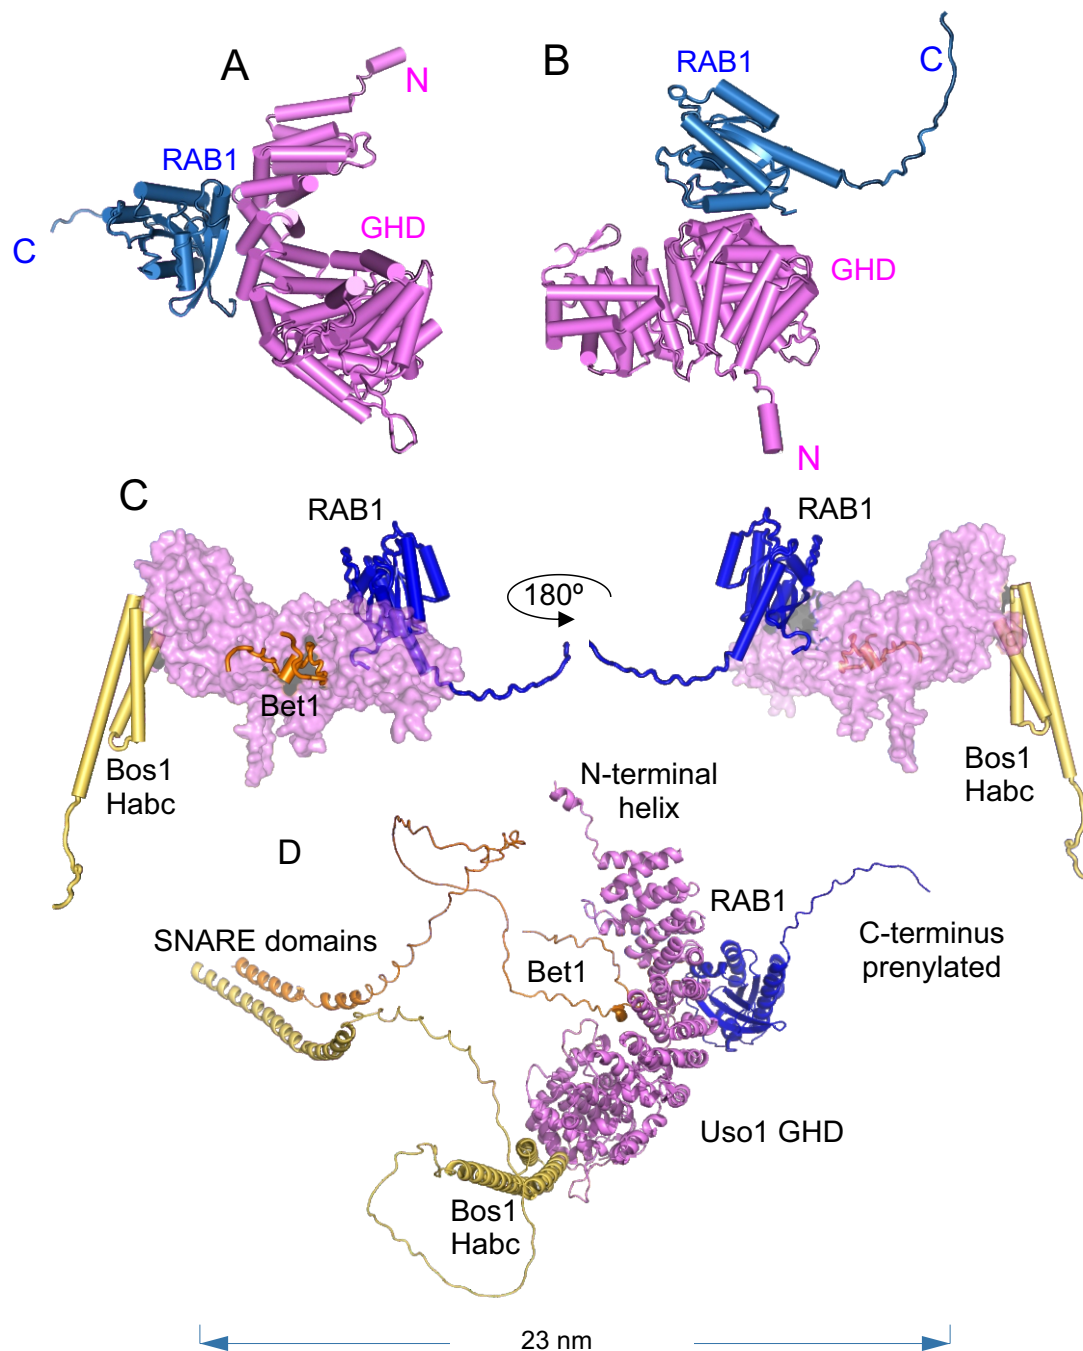 A
N
RAB1
GHD
C
B
RAB1
C
GHD
N
C
RAB1
RAB1
180º
Bet1
Bos1
Habc
Bos1
Habc
D
N-terminal
helix
RAB1
SNARE domains
C-terminus
prenylated
Bet1
Uso1 GHD
Bos1
Habc
23 nm